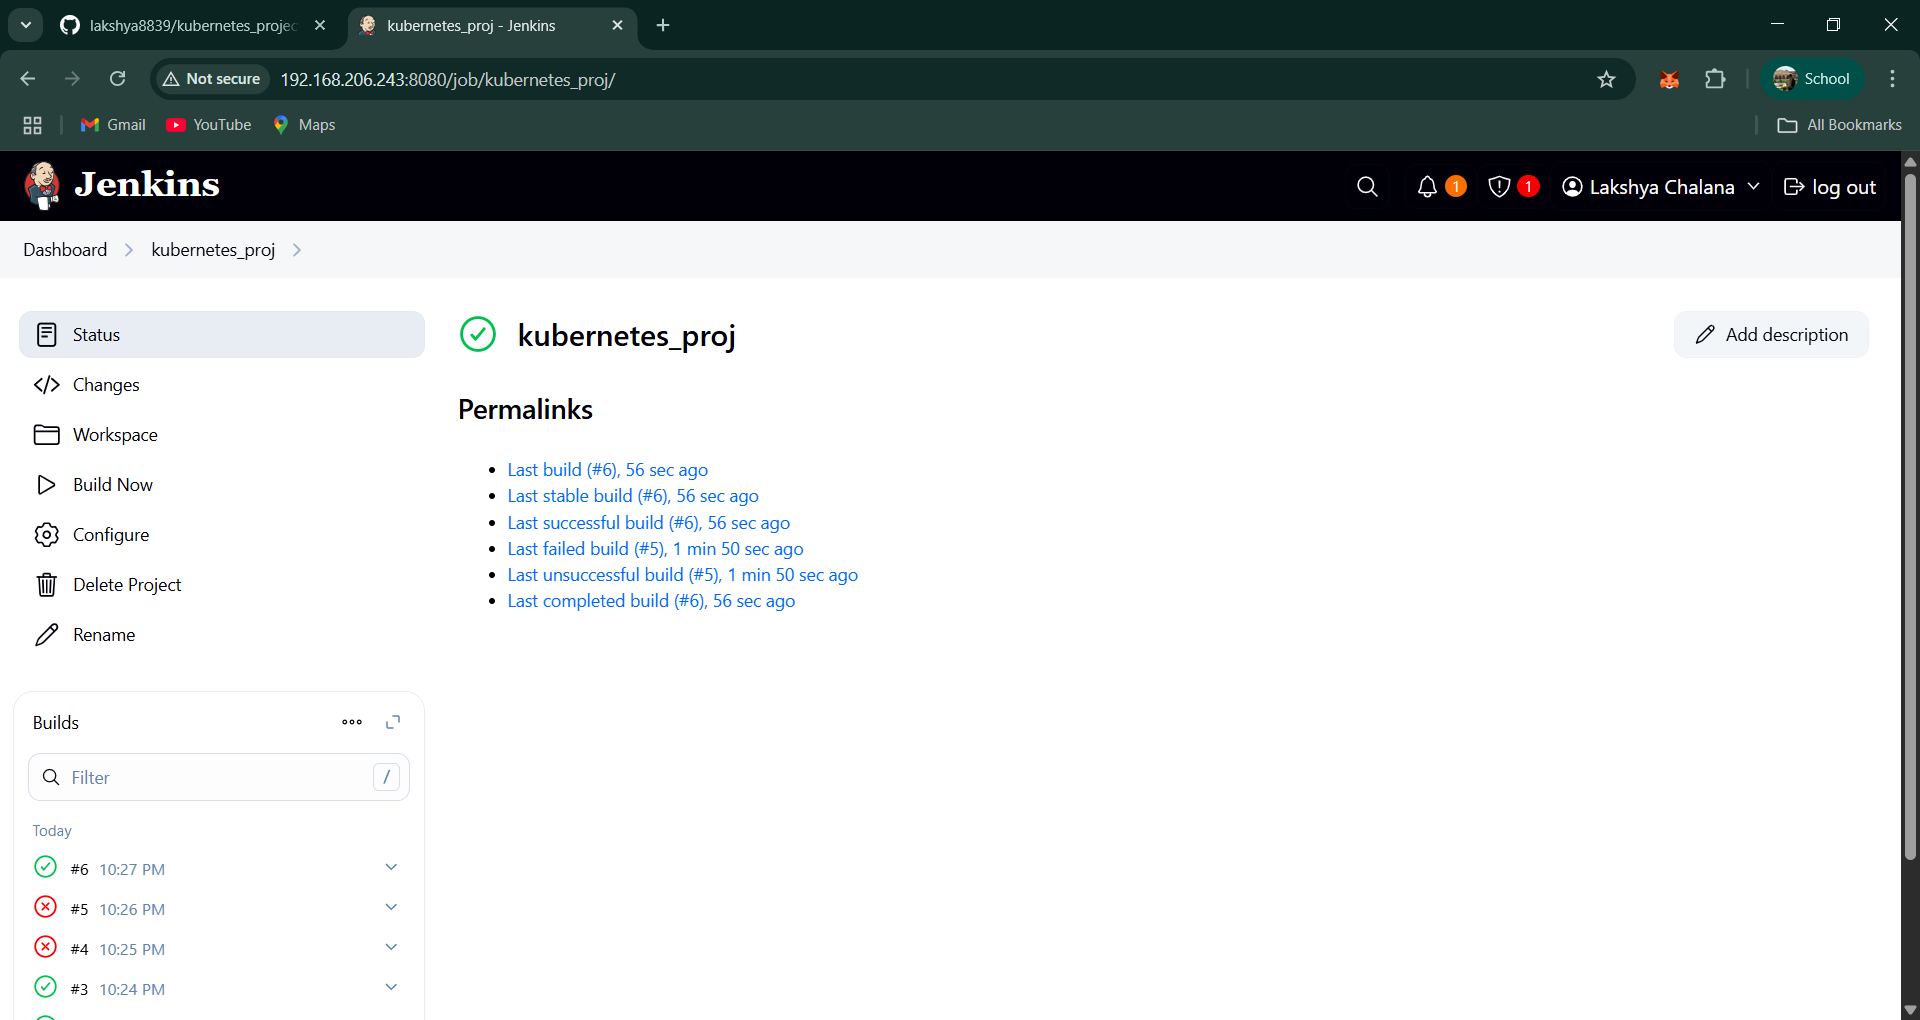 lakshya8839/kubernetes_projec
kubernetes_proj - Jenkins
Not secure
192.168.206.243:8080/job/kubernetes_proj/
School
Gmail
YouTube
Maps
All Bookmarks
Jenkins
1
1
Lakshya Chalana
log out
Dashboard
kubernetes_proj
Status
Changes
Workspace
Build Now
Configure
Delete Project
Rename
kubernetes_proj
Add description
Permalinks
Last build (#6), 56 sec ago
Last stable build (#6), 56 sec ago
Last successful build (#6), 56 sec ago
Last failed build (#5), 1 min 50 sec ago
Last unsuccessful build (#5), 1 min 50 sec ago
Last completed build (#6), 56 sec ago
Builds
Filter
/
Today
#6 10:27 PM
#5 10:26 PM
#4 10:25 PM
#3 10:24 PM